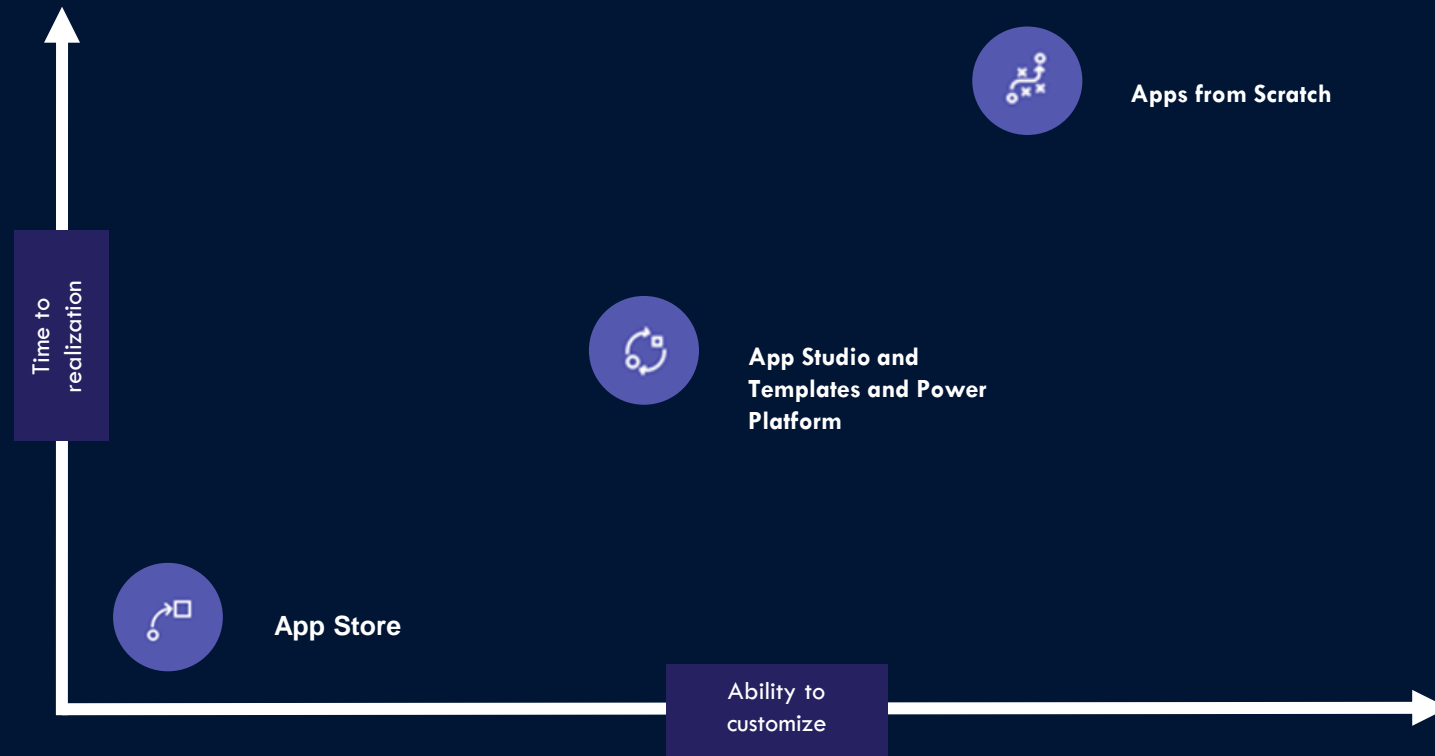 Apps from Scratch
Time to
realization
App Studio and
Templates and Power
Platform
App Store
Ability to
customize